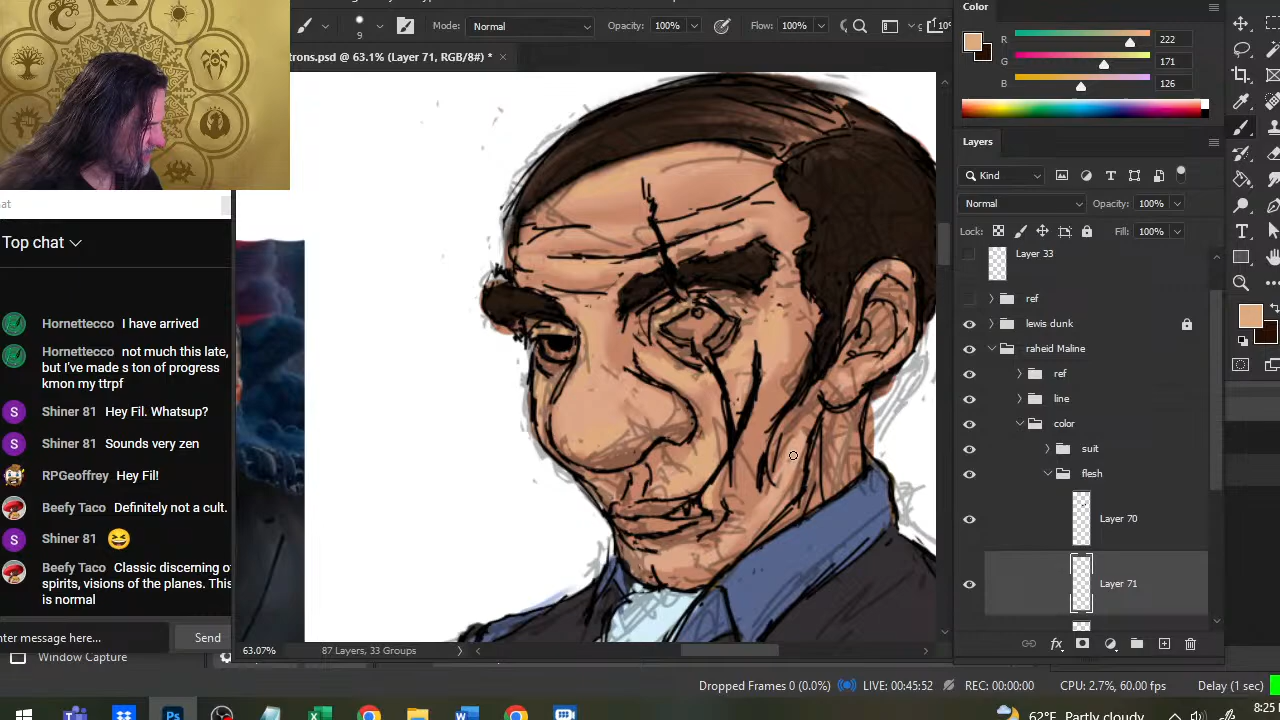 9
Mode:
Normal
Opacity:
100%
Flow:
100%
trons.psd @ 63.1% (Layer 71, RGB/8#) *
Color
R
222
G
171
B
126
Layers
Kind
Normal
Opacity:
100%
Lock:
Fill:
100%
Layer 33
ref
lewis dunk
raheid Maline
ref
line
color
suit
flesh
Layer 70
Layer 71
at
Top chat
Hornettecco I have arrived
Hornettecco not much this late,
but I've made s ton of progress
kmon my ttrpf
S
Shiner 81 Hey Fil. Whatsup?
S
Shiner 81 Sounds very zen
RPGeoffrey Hey Fil!
Beefy Taco Definitely not a cult.
S
Shiner 81 😆
Beefy Taco Classic discerning of
spirits, visions of the planes. This
is normal
nter message here...
Send
Window Capture
63.07%
87 Layers, 33 Groups
Dropped Frames 0 (0.0%)
LIVE: 00:45:52
REC: 00:00:00
CPU: 2.7%, 60.00 fps
Delay (1 sec)
Ps
62°F Partly cloudy
8:25